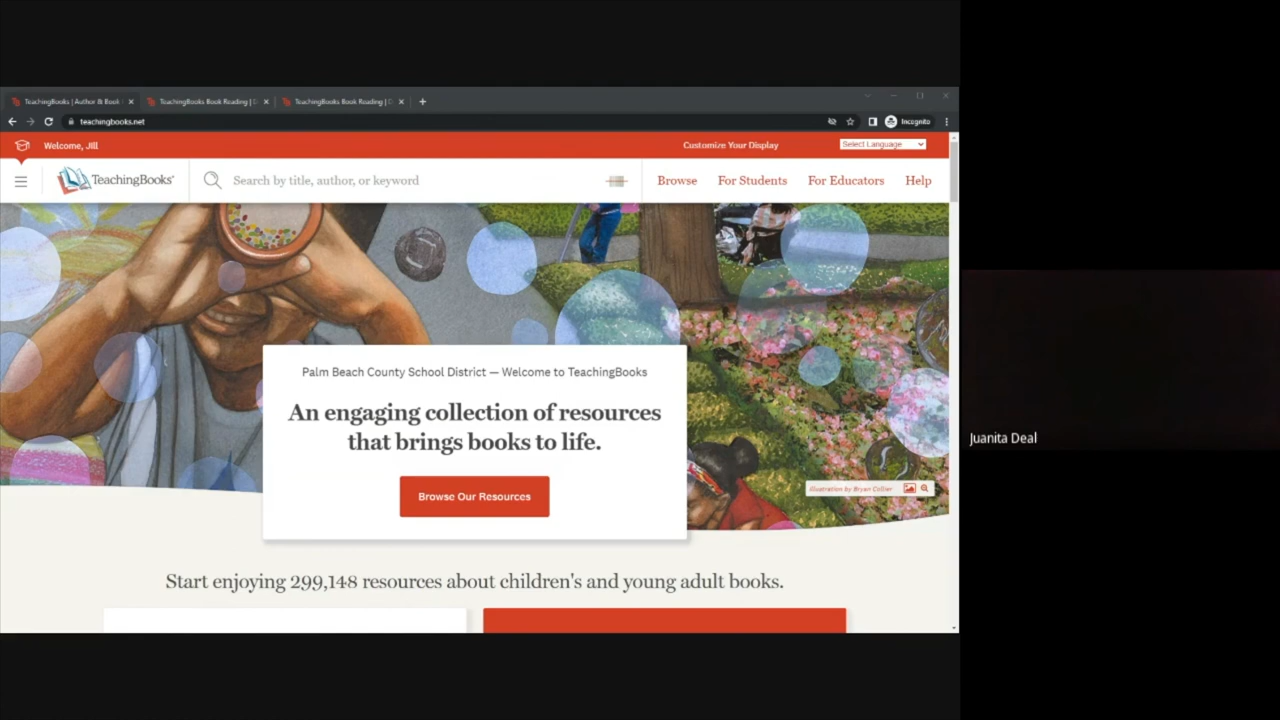 TeachingBooks | Author & Book
TeachingBooks Book Reading |
TeachingBooks Book Reading |
teachingbooks.net
Incognito
Welcome, Jill
Customize Your Display
Select Language
TeachingBooks
Search by title, author, or keyword
Browse
For Students
For Educators
Help
Palm Beach County School District — Welcome to TeachingBooks
An engaging collection of resources
that brings books to life.
Browse Our Resources
Illustration by Bryan Collier
Start enjoying 299,148 resources about children's and young adult books.
Juanita Deal